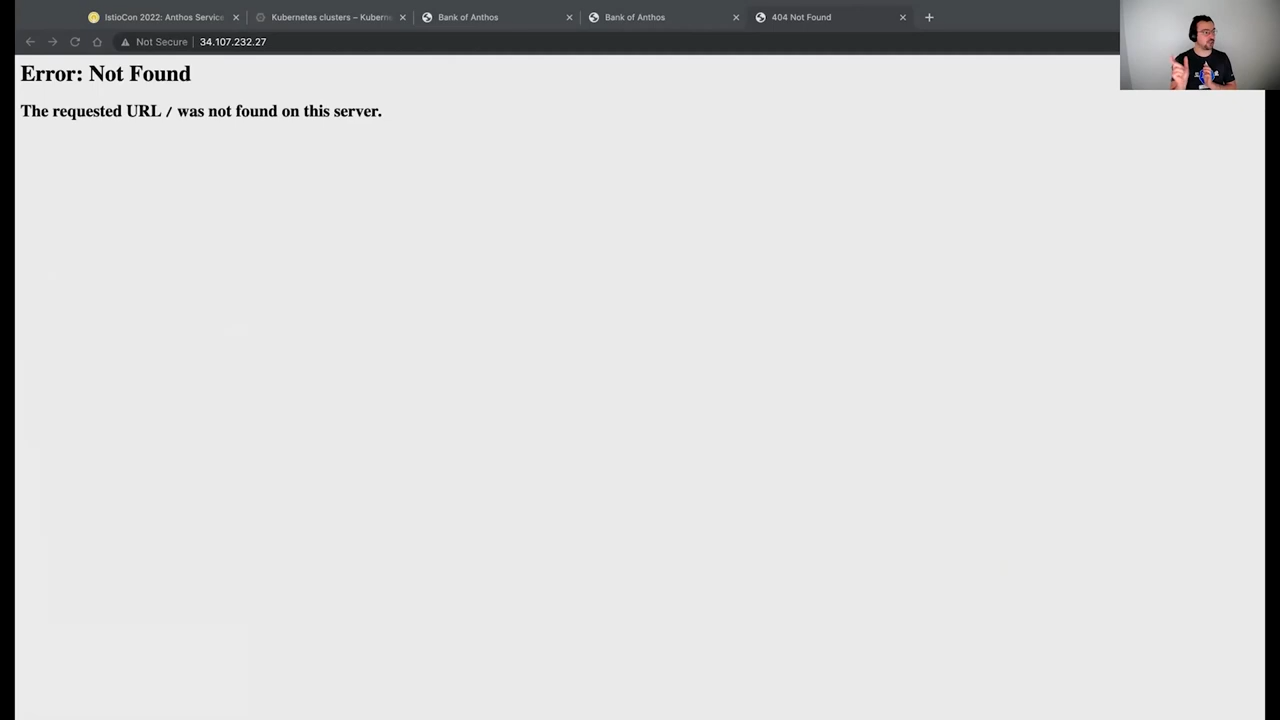 IstioCon 2022: Anthos Service
Kubernetes clusters – Kuberne
Bank of Anthos
Bank of Anthos
404 Not Found
Not Secure
34.107.232.27
Error: Not Found
The requested URL / was not found on this server.